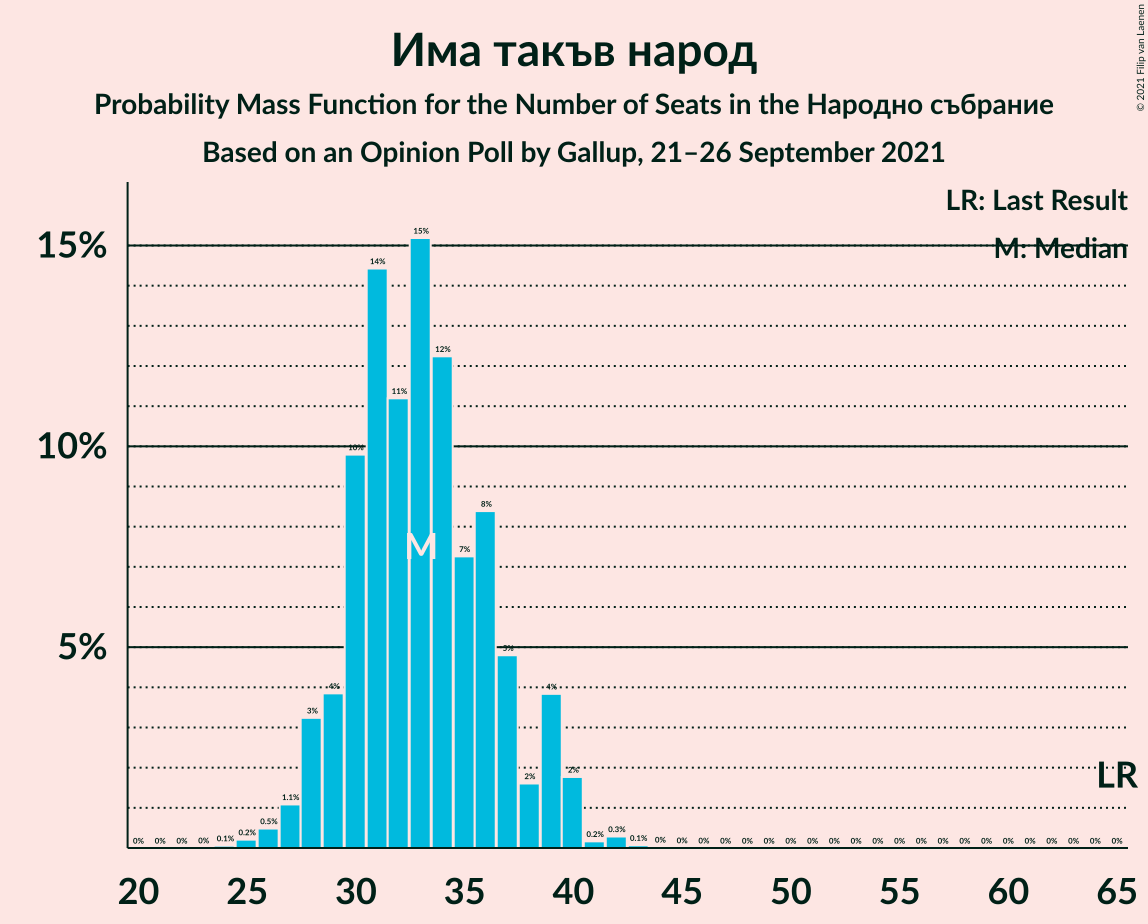 Има такъв народ
Probability Mass Function for the Number of Seats in the Народно събрание
Based on an Opinion Poll by Gallup, 21–26 September 2021
© 2021 Filip van Laenen
LR: Last Result
M: Median
15%
10%
5%
0% 0% 0% 0% 0.1% 0.2% 0.5% 1.1% 3% 4% 10% 14% 11% 15% 12% 7% 8% 5% 2% 4% 2% 0.2% 0.3% 0.1% 0% 0% 0% 0% 0% 0% 0% 0% 0% 0% 0% 0% 0% 0% 0% 0% 0% 0% 0% 0% 0% 0%
M
LR
20 25 30 35 40 45 50 55 60 65